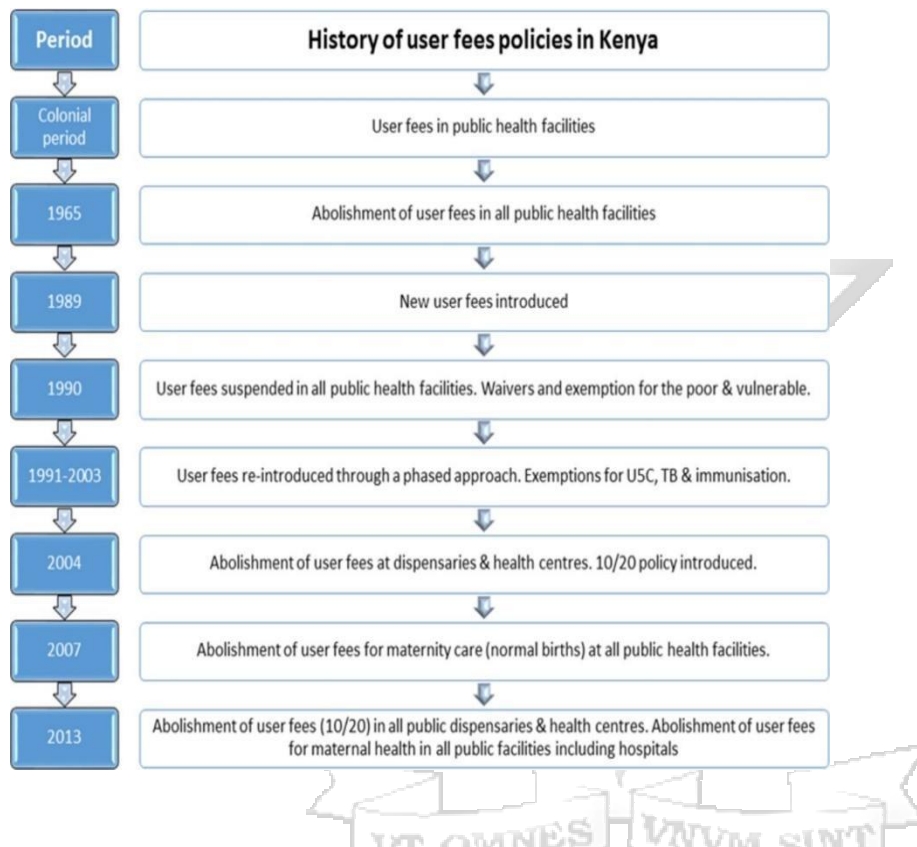 Period
History of user fees policies in Kenya
Colonial
period
User fees in public health facilities
1965
Abolishment of user fees in all public health facilities
1989
New user fees introduced
1990
User fees suspended in all public health facilities. Waivers and exemption for the poor & vulnerable.
1991-2003
User fees re-introduced through a phased approach. Exemptions for U5C, TB & immunisation.
2004
Abolishment of user fees at dispensaries & health centres. 10/20 policy introduced.
2007
Abolishment of user fees for maternity care (normal births) at all public health facilities.
2013
Abolishment of user fees (10/20) in all public dispensaries & health centres. Abolishment of user fees
for maternal health in all public facilities including hospitals
VT OMNES VNVM SINT